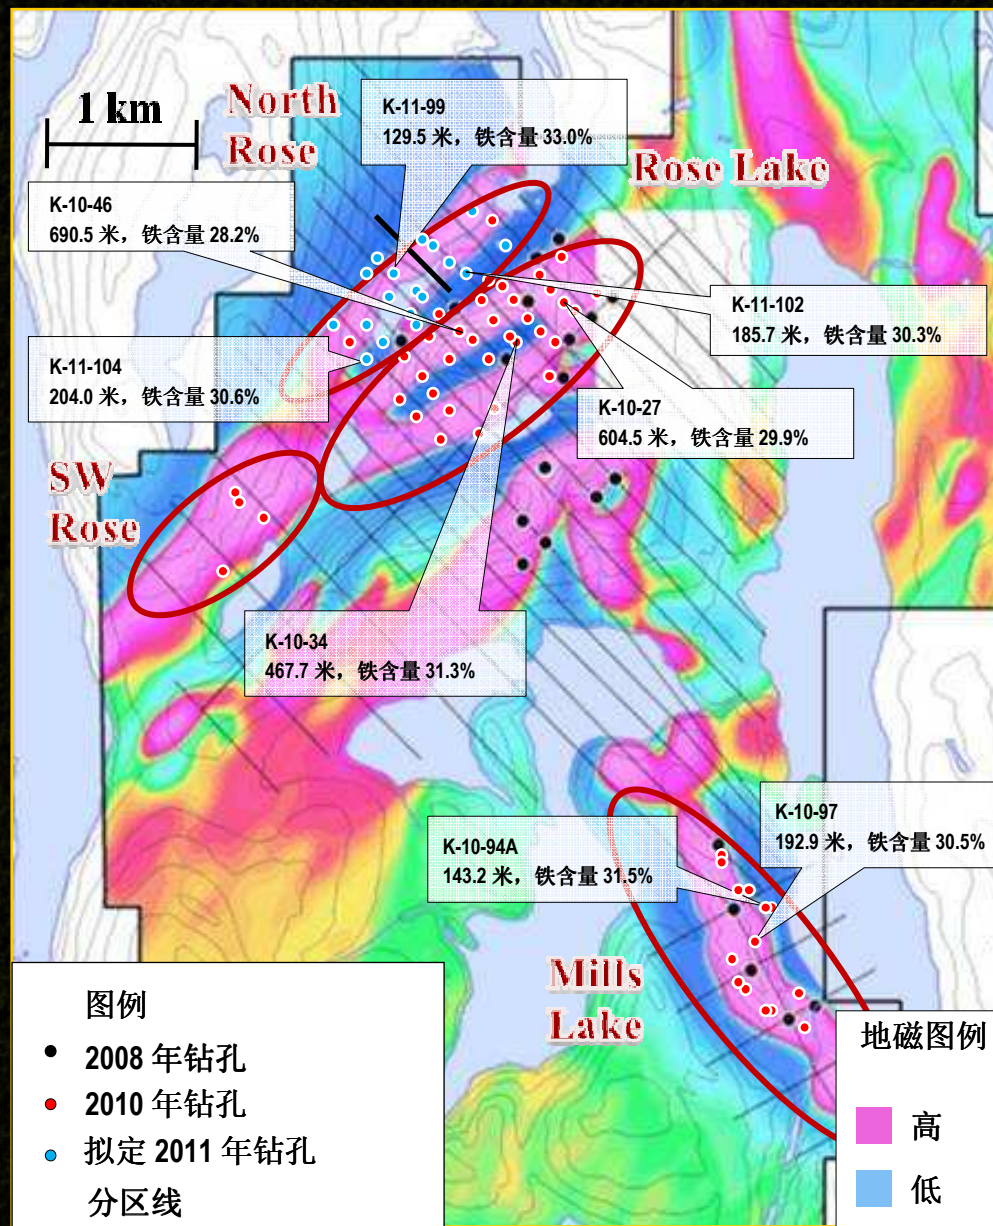 1 km
North
Rose
K-11-99
129.5 米，铁含量 33.0%
Rose Lake
K-10-46
690.5 米，铁含量 28.2%
K-11-102
185.7 米，铁含量 30.3%
K-11-104
204.0 米，铁含量 30.6%
K-10-27
604.5 米，铁含量 29.9%
SW
Rose
K-10-34
467.7 米，铁含量 31.3%
K-10-97
192.9 米，铁含量 30.5%
K-10-94A
143.2 米，铁含量 31.5%
Mills
Lake
图例
2008 年钻孔
2010 年钻孔
拟定 2011 年钻孔
分区线
地磁图例
高
低